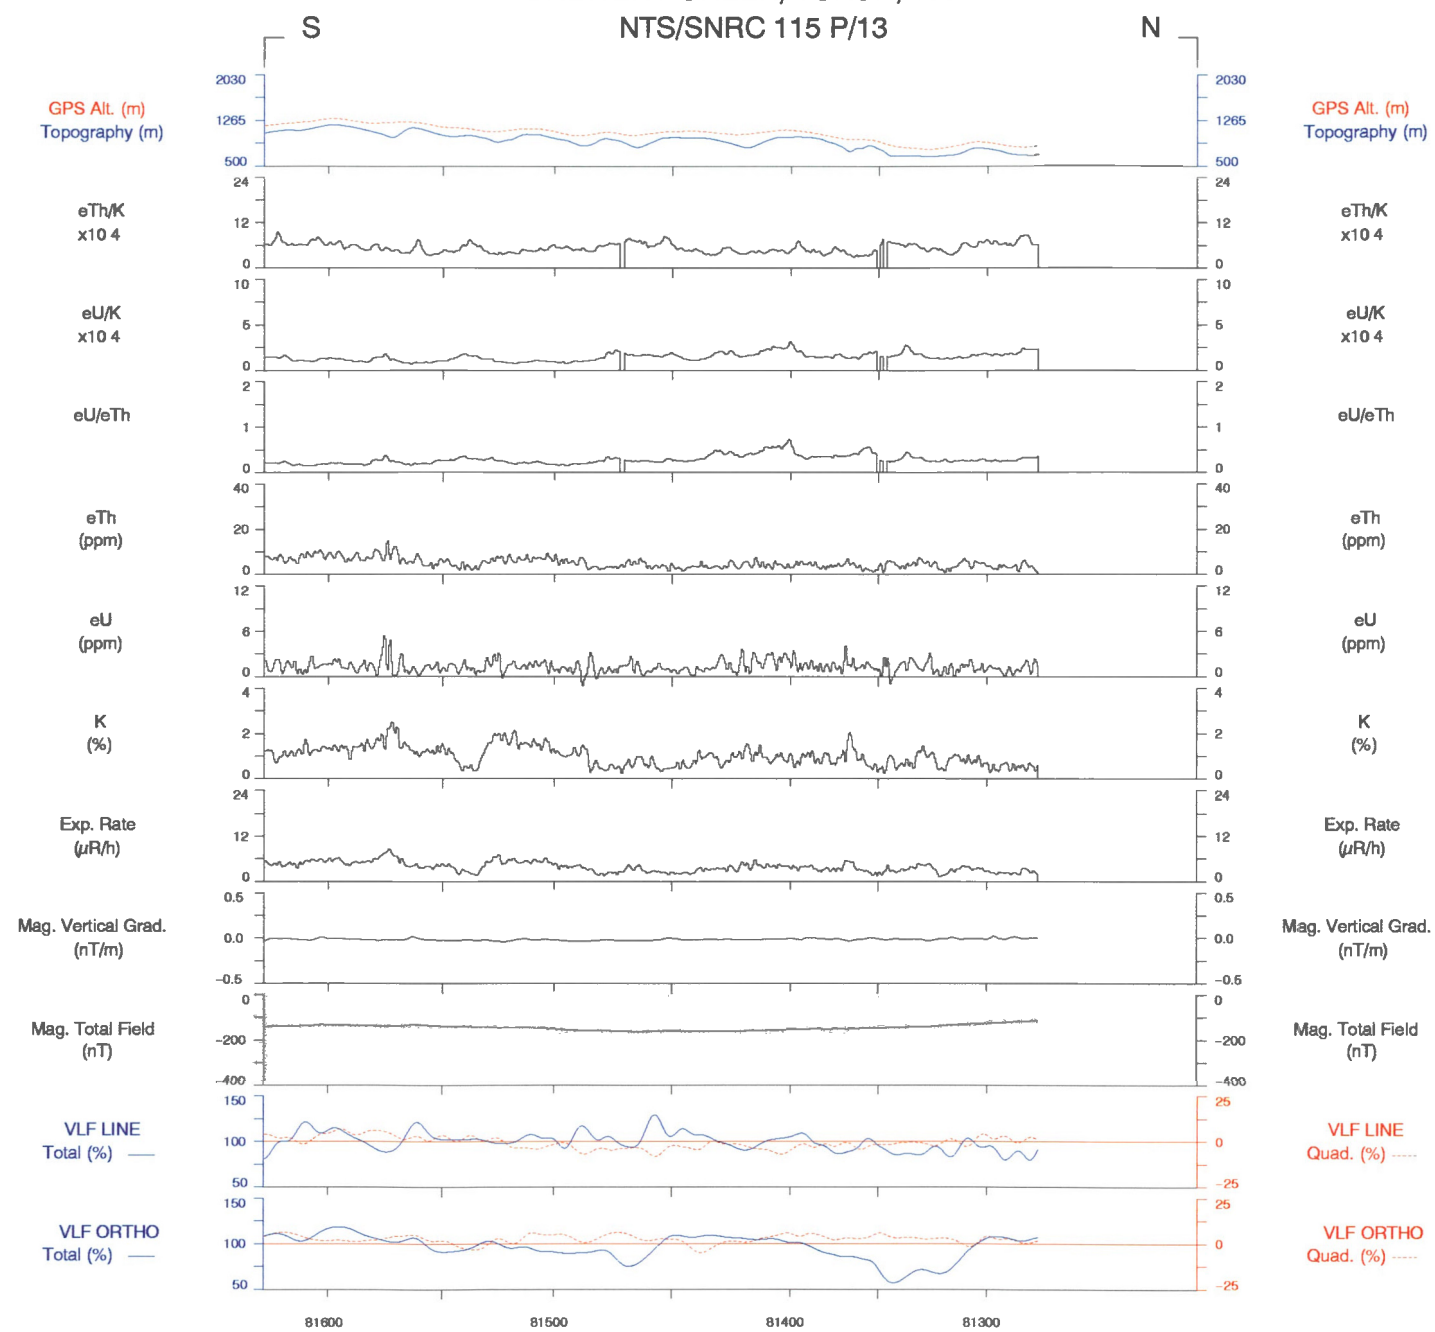 S NTS/SNRC 115 P/13 N
GPS Alt. (m)
Topography (m)
2030
1265
500
2030
1265
500
GPS Alt. (m)
Topography (m)
eTh/K
x10 4
24
12
0
24
12
0
eTh/K
x10 4
eU/K
x10 4
10
5
0
10
5
0
eU/K
x10 4
eU/eTh
2
1
0
2
1
0
eU/eTh
eTh
(ppm)
40
20
0
40
20
0
eTh
(ppm)
eU
(ppm)
12
6
0
12
6
0
eU
(ppm)
K
(%)
4
2
0
4
2
0
K
(%)
Exp. Rate
(µR/h)
24
12
0
24
12
0
Exp. Rate
(µR/h)
Mag. Vertical Grad.
(nT/m)
0.5
0.0
-0.5
0.5
0.0
-0.5
Mag. Vertical Grad.
(nT/m)
Mag. Total Field
(nT)
0
-200
-400
0
-200
-400
Mag. Total Field
(nT)
VLF LINE
Total (%)
150
100
50
25
0
-25
VLF LINE
Quad. (%)
VLF ORTHO
Total (%)
150
100
50
25
0
-25
VLF ORTHO
Quad. (%)
81600 81500 81400 81300